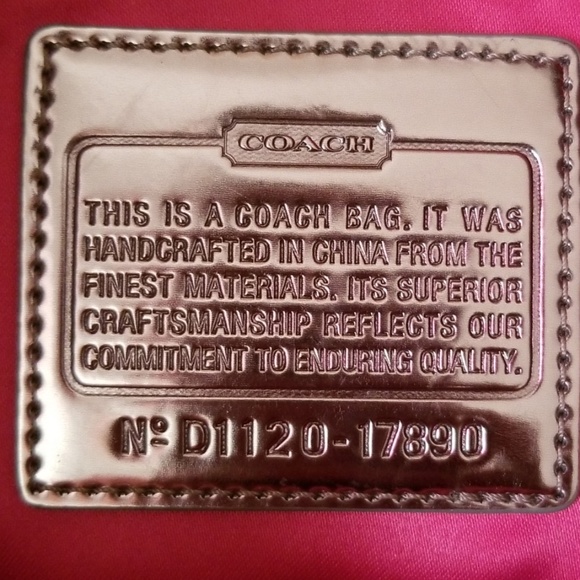 COACH
THIS IS A COACH BAG. IT WAS
HANDCRAFTED IN CHINA FROM THE
FINEST MATERIALS. ITS SUPERIOR
CRAFTSMANSHIP REFLECTS OUR
COMMITMENT TO ENDURING QUALITY.
Nº D1120-17890